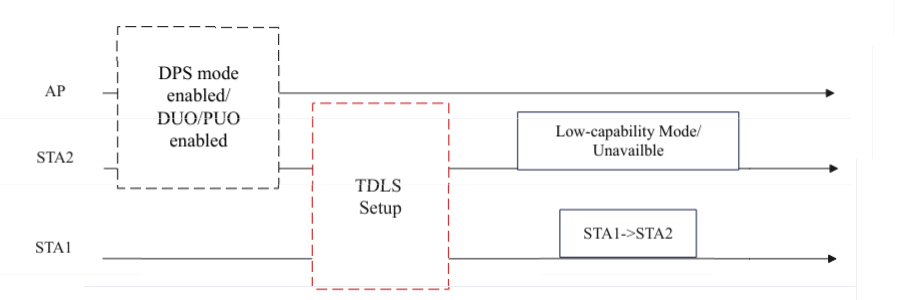 AP
DPS mode
enabled/
DUO/PUO
enabled
STA2
TDLS
Setup
Low-capability Mode/
Unavailble
STA1
STA1->STA2